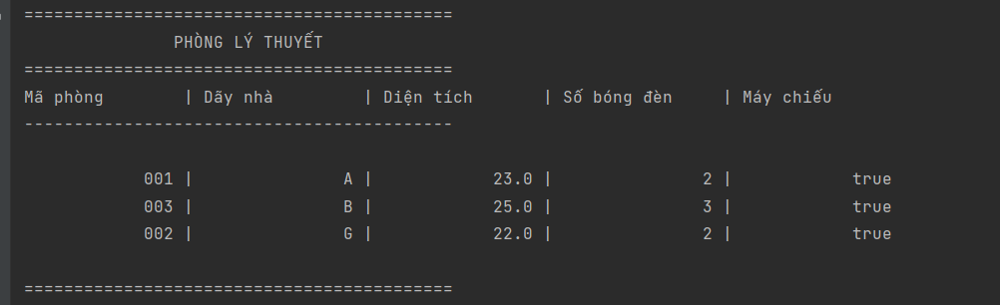 ===========================================
               PHÒNG LÝ THUYẾT
===========================================
Mã phòng        | Dãy nhà         | Diện tích       | Số bóng đèn     | Máy chiếu
-------------------------------------------
            001 |               A |            23.0 |               2 |            true
            003 |               B |            25.0 |               3 |            true
            002 |               G |            22.0 |               2 |            true
===========================================